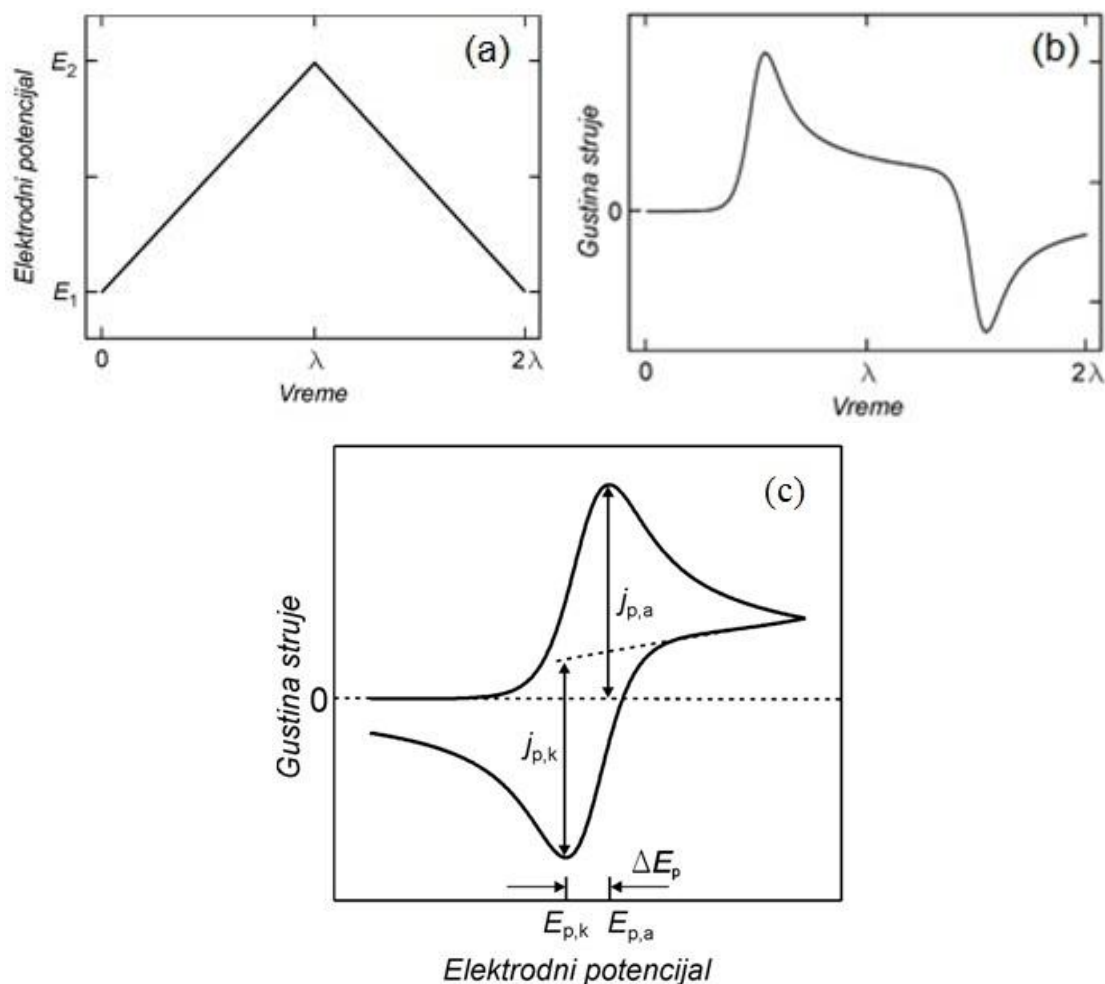 (a)
E2
E1
Elektrodni potencijal
0 λ 2λ
Vreme
(b)
0
Gustina struje
0 λ 2λ
Vreme
(c)
jp,a
0
jp,k
Gustina struje
ΔEp
Ep,k Ep,a
Elektrodni potencijal